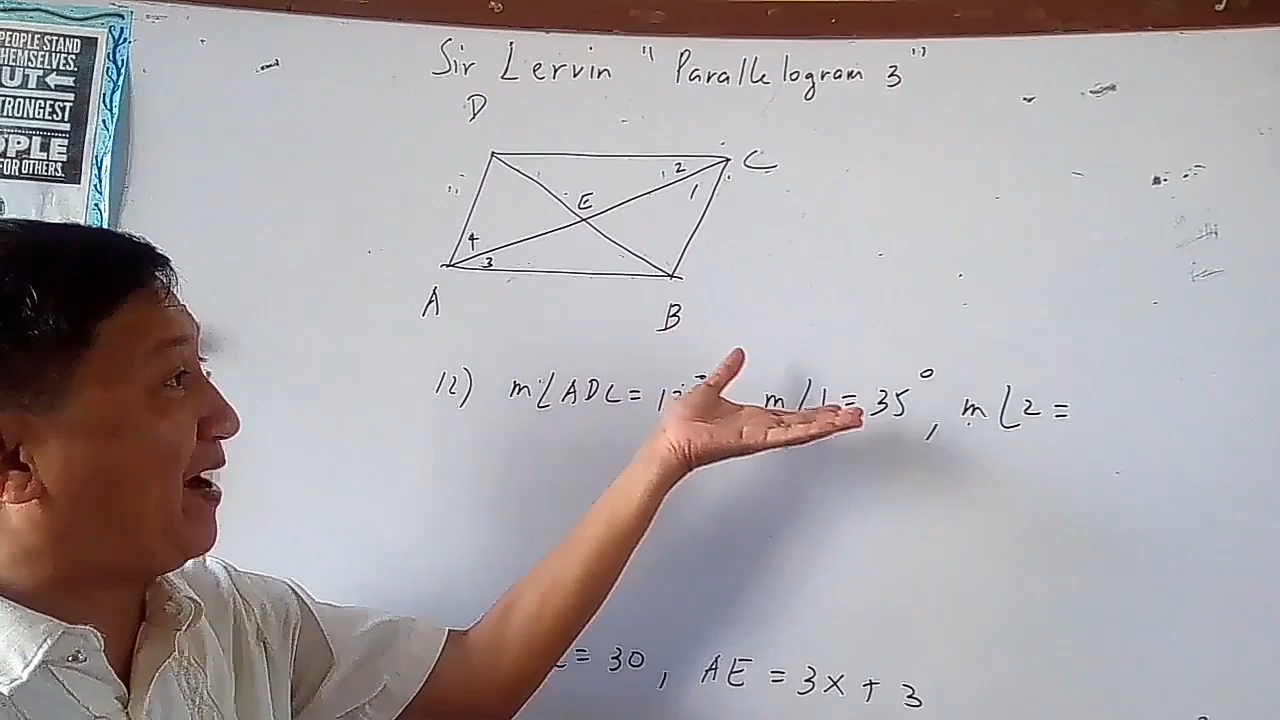 PEOPLE STAND
HEMSELVES.
UT ←
TRONGEST
OPLE
FOR OTHERS.
Sir Lervin "Parallelogram 3"
D
C
2
1
E
4
3
A
B
12) m∠ADC = 12 m∠1 = 35°, m∠2 =
= 30, AE = 3x + 3